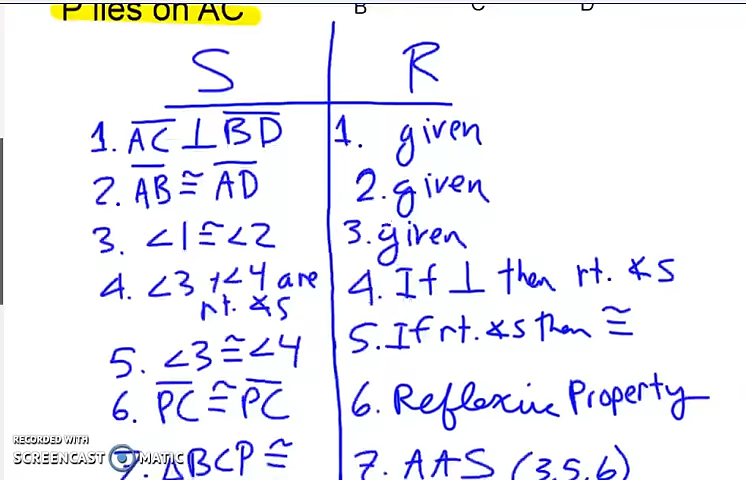 P lies on AC
B C D
S R
1. AC ⊥ BD 1. given
2. AB ≅ AD 2. given
3. ∠1 ≅ ∠2 3. given
4. ∠3 + ∠4 are rt. ∡s 4. If ⊥ then rt. ∡s
5. ∠3 ≅ ∠4 5. If rt. ∡s then ≅
6. PC ≅ PC 6. Reflexive Property
7. △BCP ≅ 7. AAS (3,5,6)
RECORDED WITH
SCREENCAST MATIC